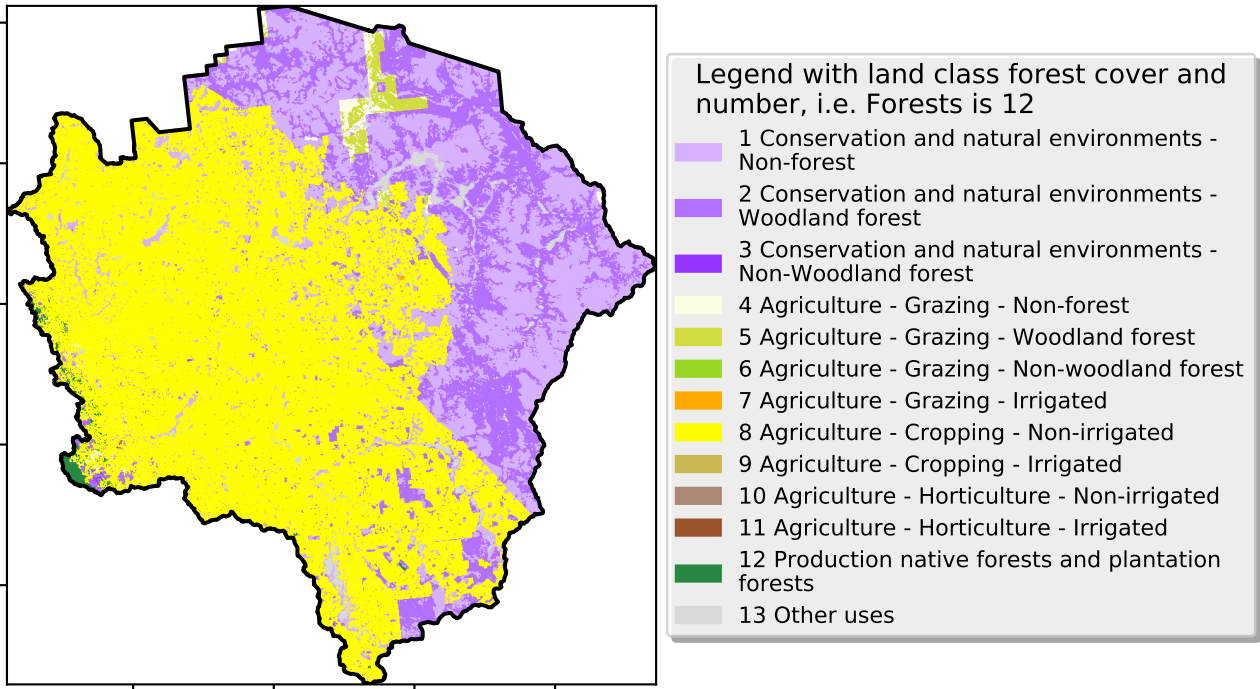 Legend with land class forest cover and
number, i.e. Forests is 12
1 Conservation and natural environments -
Non-forest
2 Conservation and natural environments -
Woodland forest
3 Conservation and natural environments -
Non-Woodland forest
4 Agriculture - Grazing - Non-forest
5 Agriculture - Grazing - Woodland forest
6 Agriculture - Grazing - Non-woodland forest
7 Agriculture - Grazing - Irrigated
8 Agriculture - Cropping - Non-irrigated
9 Agriculture - Cropping - Irrigated
10 Agriculture - Horticulture - Non-irrigated
11 Agriculture - Horticulture - Irrigated
12 Production native forests and plantation
forests
13 Other uses